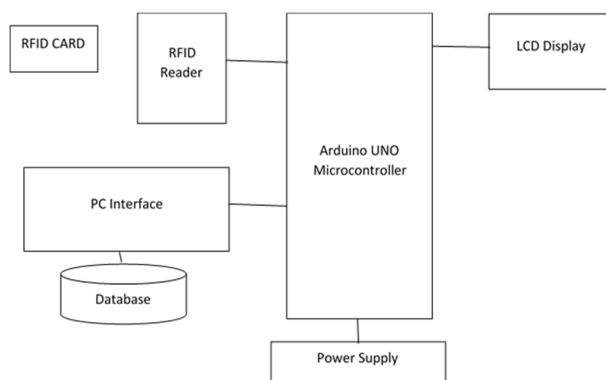 RFID CARD
RFID
Reader
LCD Display
Arduino UNO
Microcontroller
PC Interface
Database
Power Supply